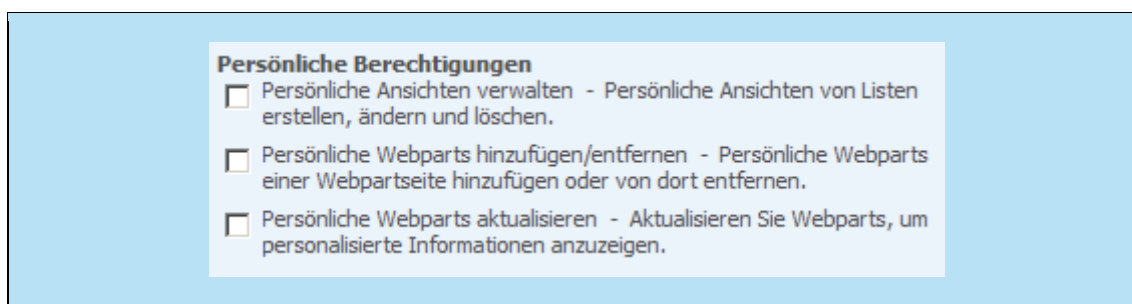 Persönliche Berechtigungen
Persönliche Ansichten verwalten - Persönliche Ansichten von Listen
erstellen, ändern und löschen.
Persönliche Webparts hinzufügen/entfernen - Persönliche Webparts
einer Webpartseite hinzufügen oder von dort entfernen.
Persönliche Webparts aktualisieren - Aktualisieren Sie Webparts, um
personalisierte Informationen anzuzeigen.